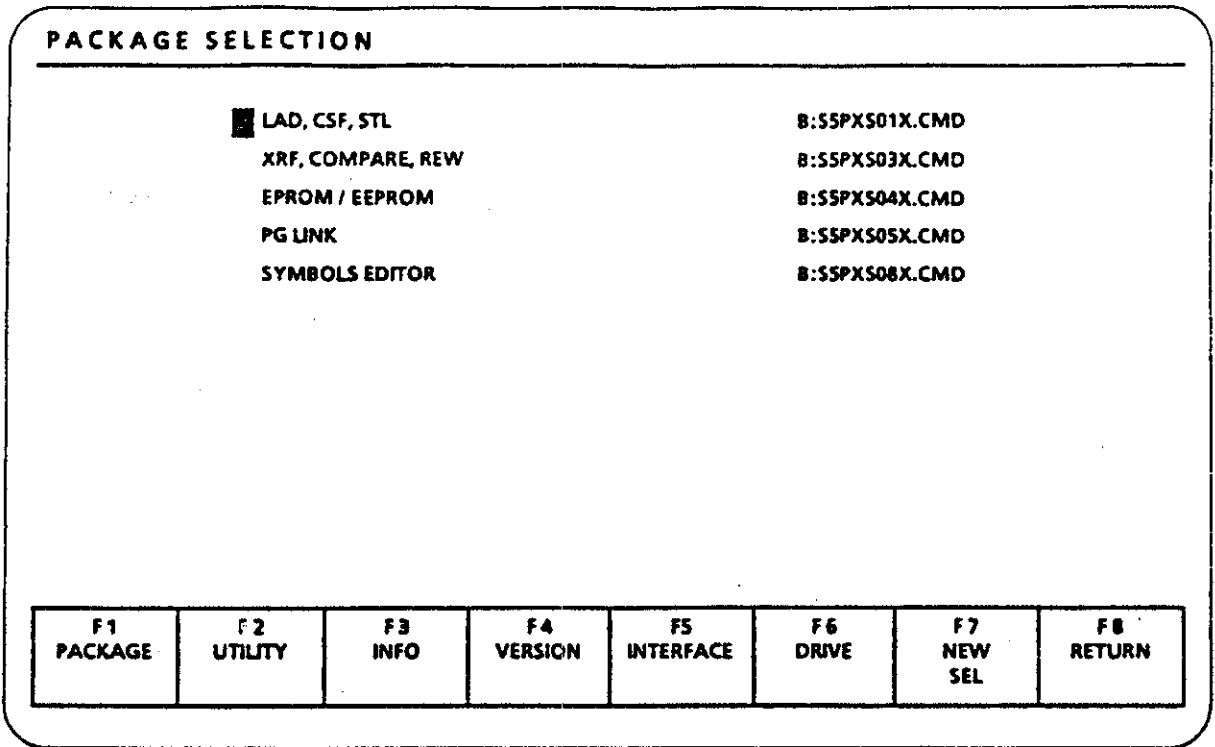 PACKAGE SELECTION
LAD, CSF, STL B:S5PXS01X.CMD
XRF, COMPARE, REW B:S5PXS03X.CMD
EPROM / EEPROM B:S5PXS04X.CMD
PG LINK B:S5PXS05X.CMD
SYMBOLS EDITOR B:S5PXS08X.CMD
F1 F2 F3 F4 F5 F6 F7 F8
PACKAGE UTILITY INFO VERSION INTERFACE DRIVE NEW RETURN
SEL